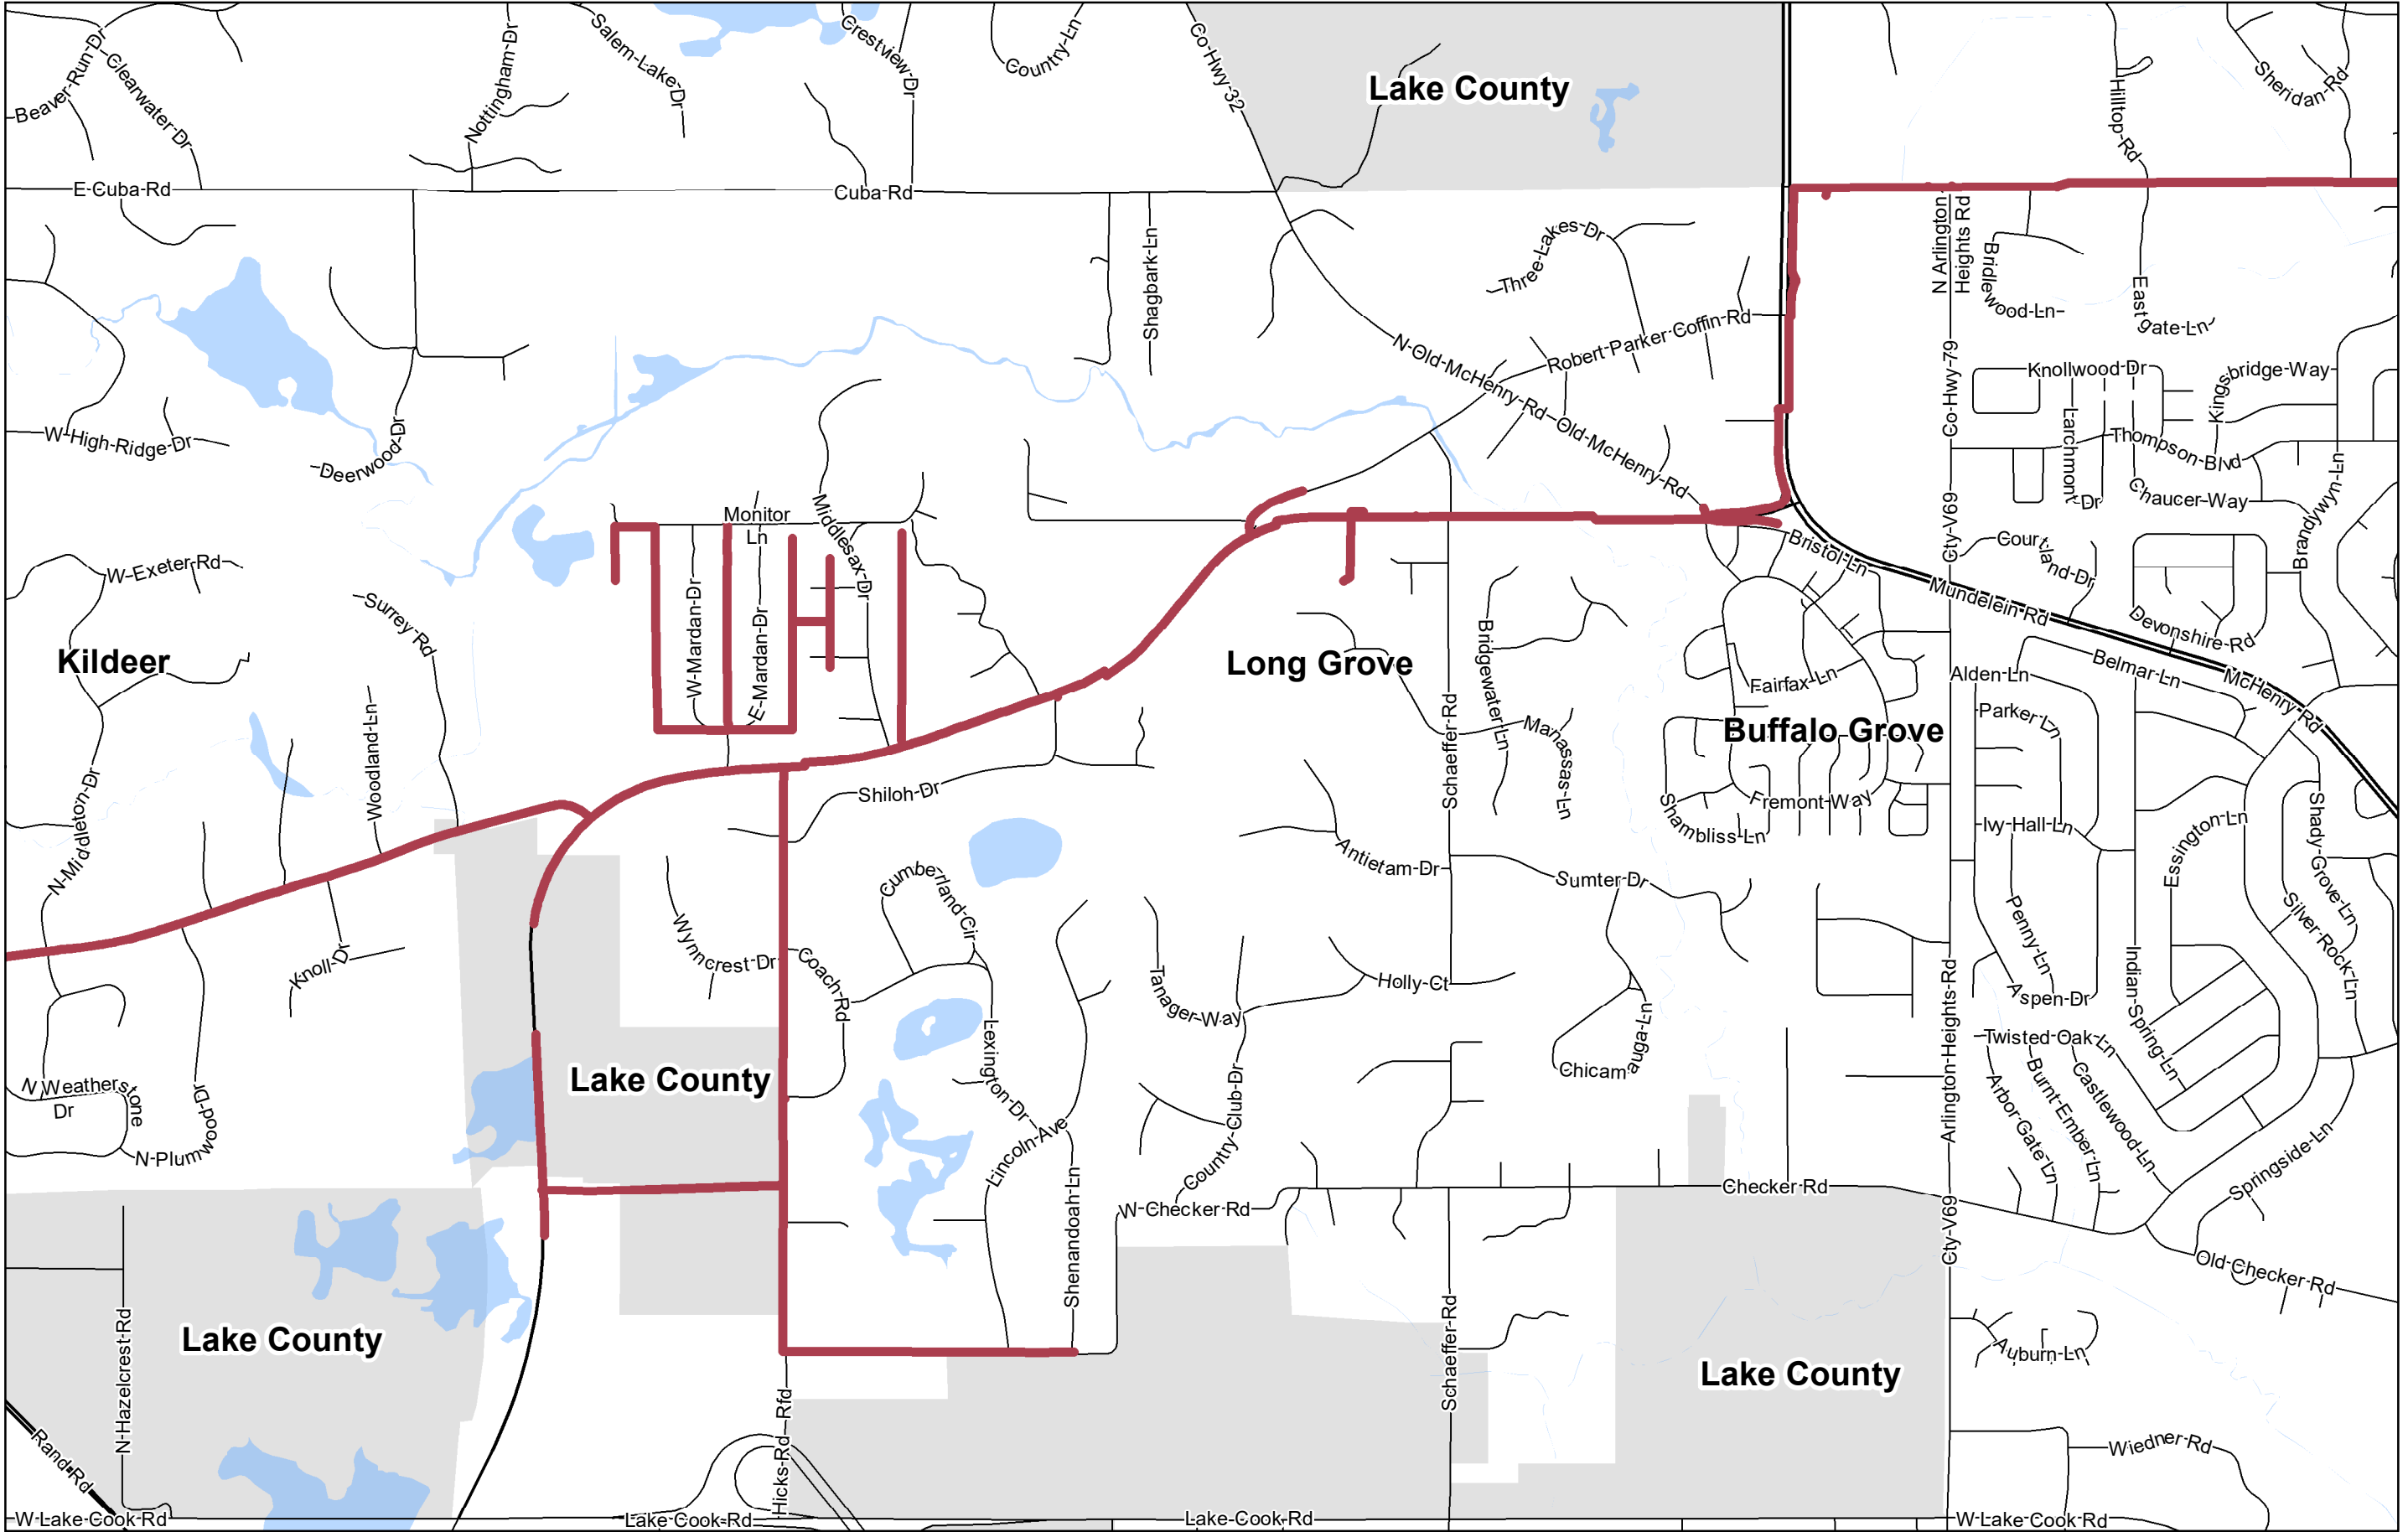 Beaver-Run-Dr
Clearwater-Dr
Nottingham-Dr
Salem-Lake-Dr
Crestview-Dr
Country-Ln
Co-Hwy-32
Lake County
Hilltop-Rd
Sheridan-Rd
E-Cuba-Rd
Cuba-Rd
Shagbark-Ln
Three-Lakes-Dr
N Arlington
Heights Rd
Bridlewood-Ln
Eastgate-Ln
N-Old-McHenry-Rd
Old-McHenry-Rd
Robert-Parker-Coffin-Rd
Co-Hwy-79
Knollwood-Dr
Kingsbridge-Way
Larchmont-Dr
Thompson-Blvd
Chaucer-Way
Brandywyn-Ln
W-High-Ridge-Dr
Deerwood-Dr
Monitor
Ln
Middlesax-Dr
Cty-V69
Courtland-Dr
Bristol-Ln
Mundelein-Rd
Devonshire-Rd
W-Exeter-Rd
Surrey-Rd
Kildeer
W-Mardan-Dr
E-Mardan-Dr
Long Grove
Bridgewater-Ln
Schaeffer-Rd
Manassas-Ln
Fairfax-Ln
Buffalo Grove
Alden-Ln
Belmar-Ln
McHenry-Rd
Parker-Ln
N-Middleton-Dr
Woodland-Ln
Shiloh-Dr
Shambliss-Ln
Fremont-Way
Ivy-Hall-Ln
Essington-Ln
Shady-Grove-Ln
Antietam-Dr
Sumter-Dr
Cumberland-Cir
Wynncrest-Dr
Coach-Rd
Knoll-Dr
Tanager-Way
Holly-Ct
Penny-Ln
Aspen-Dr
Indian-Spring-Ln
Silver-Rock-Ln
Arlington-Heights-Rd
Lexington-Dr
Chicamauga-Ln
Twisted-Oak-Ln
Arbor-Gate-Ln
Burnt-Ember-Ln
Castlewood-Ln
N Weatherstone
Dr
N-Plumwood-Dr
Lake County
Lincoln-Ave
Country-Club-Dr
Shenandoah-Ln
W-Checker-Rd
Checker-Rd
Springside-Ln
Cty-V69
Old-Checker-Rd
Lake County
N-Hazelcrest-Rd
Schaeffer-Rd
Lake County
Auburn-Ln
Rand-Rd
Hicks-Rd
Rfd
Wiedner-Rd
W-Lake-Cook-Rd
Lake-Cook-Rd
Lake-Cook-Rd
W-Lake-Cook-Rd